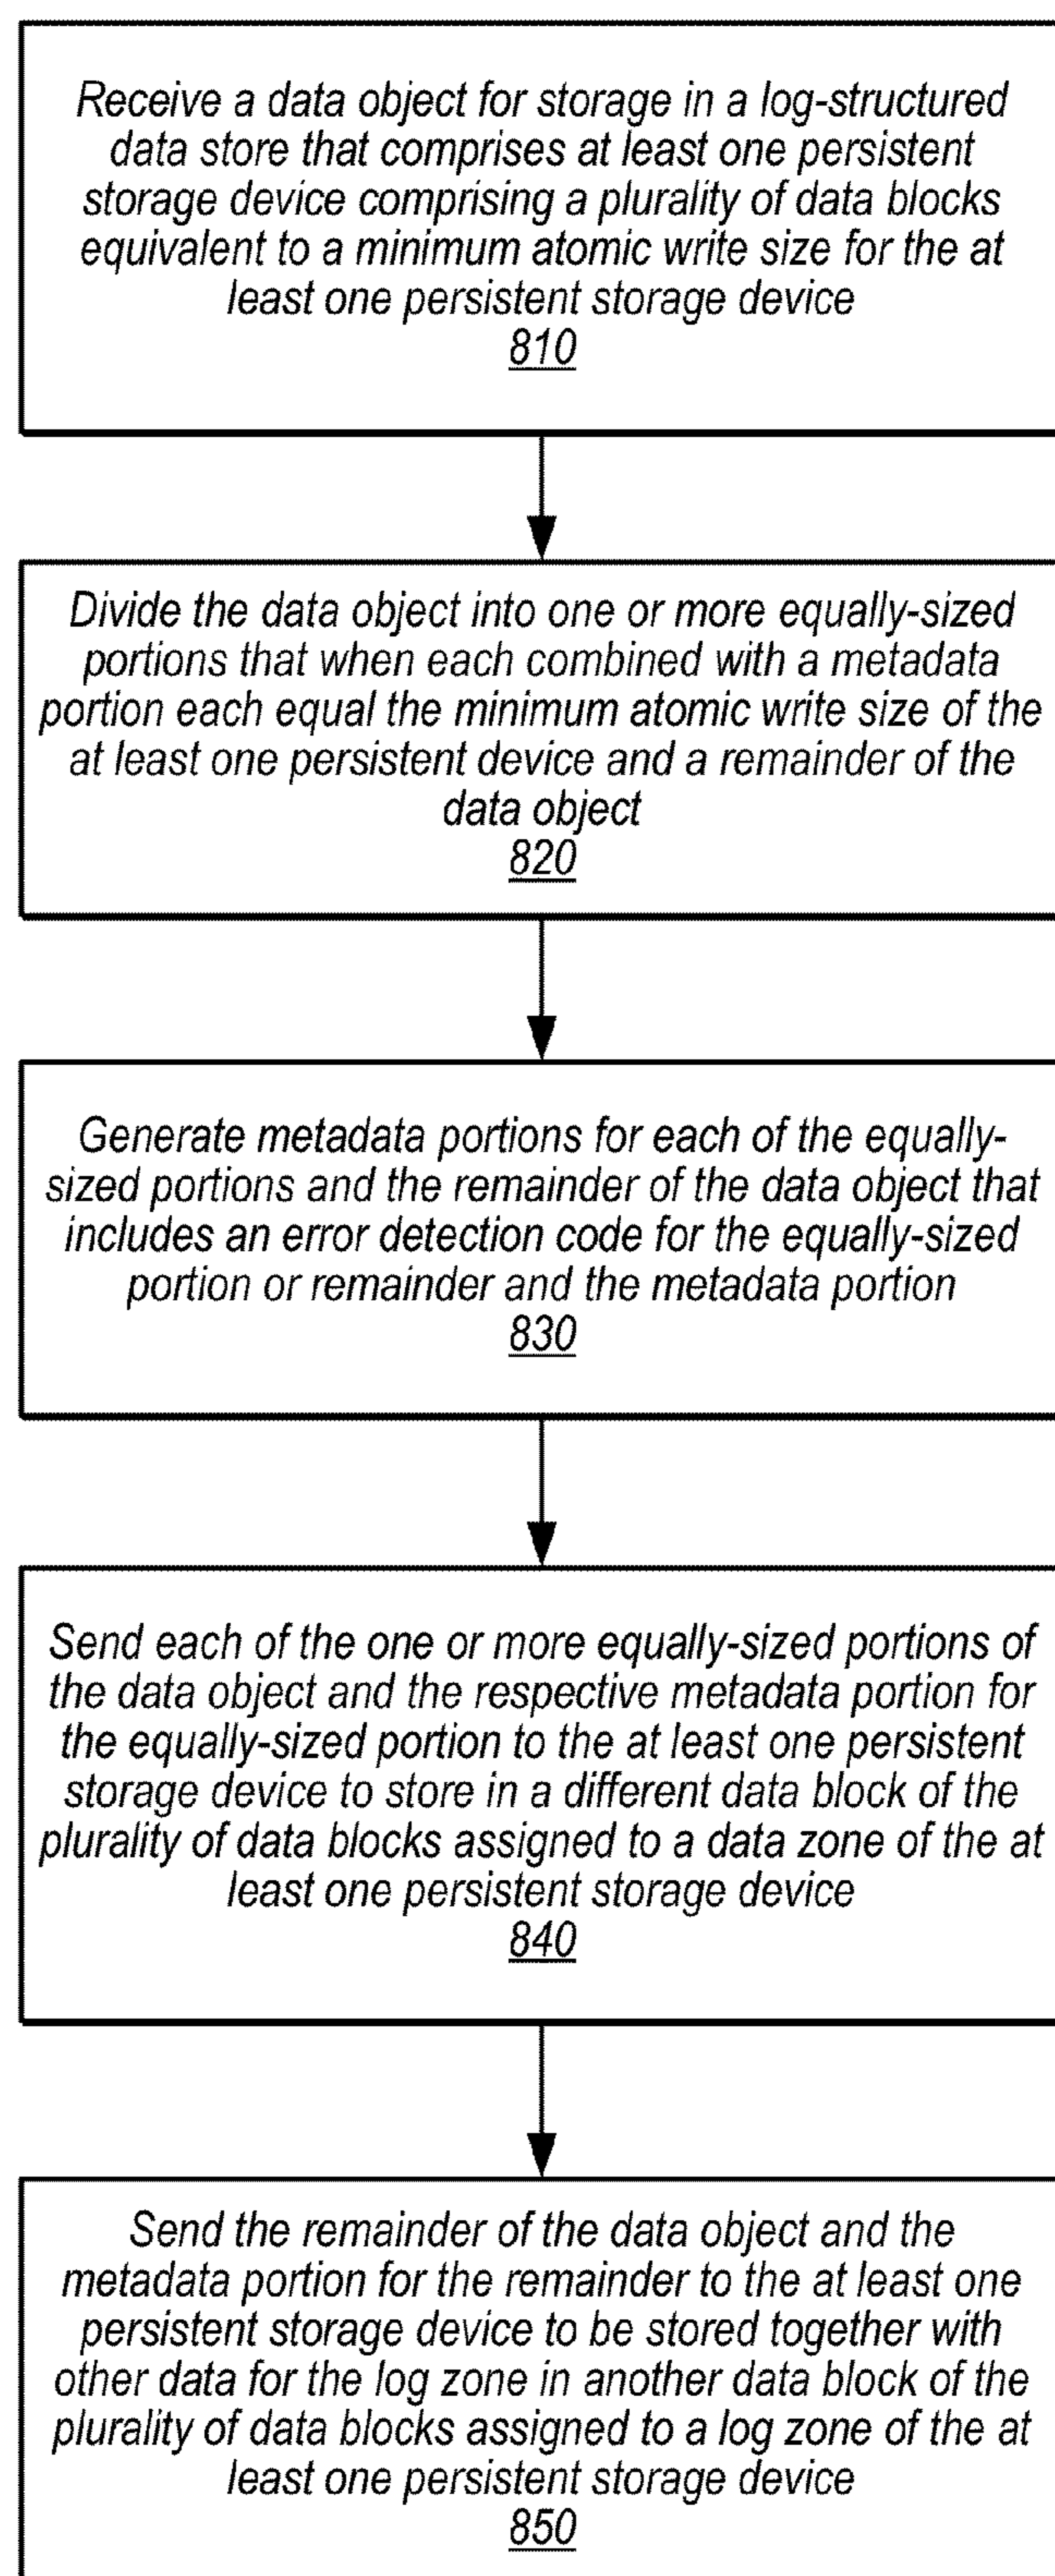 Receive a data object for storage in a log-structured
data store that comprises at least one persistent
storage device comprising a plurality of data blocks
equivalent to a minimum atomic write size for the at
least one persistent storage device
810
Divide the data object into one or more equally-sized
portions that when each combined with a metadata
portion each equal the minimum atomic write size of the
at least one persistent device and a remainder of the
data object
820
Generate metadata portions for each of the equally-
sized portions and the remainder of the data object that
includes an error detection code for the equally-sized
portion or remainder and the metadata portion
830
Send each of the one or more equally-sized portions of
the data object and the respective metadata portion for
the equally-sized portion to the at least one persistent
storage device to store in a different data block of the
plurality of data blocks assigned to a data zone of the at
least one persistent storage device
840
Send the remainder of the data object and the
metadata portion for the remainder to the at least one
persistent storage device to be stored together with
other data for the log zone in another data block of the
plurality of data blocks assigned to a log zone of the at
least one persistent storage device
850